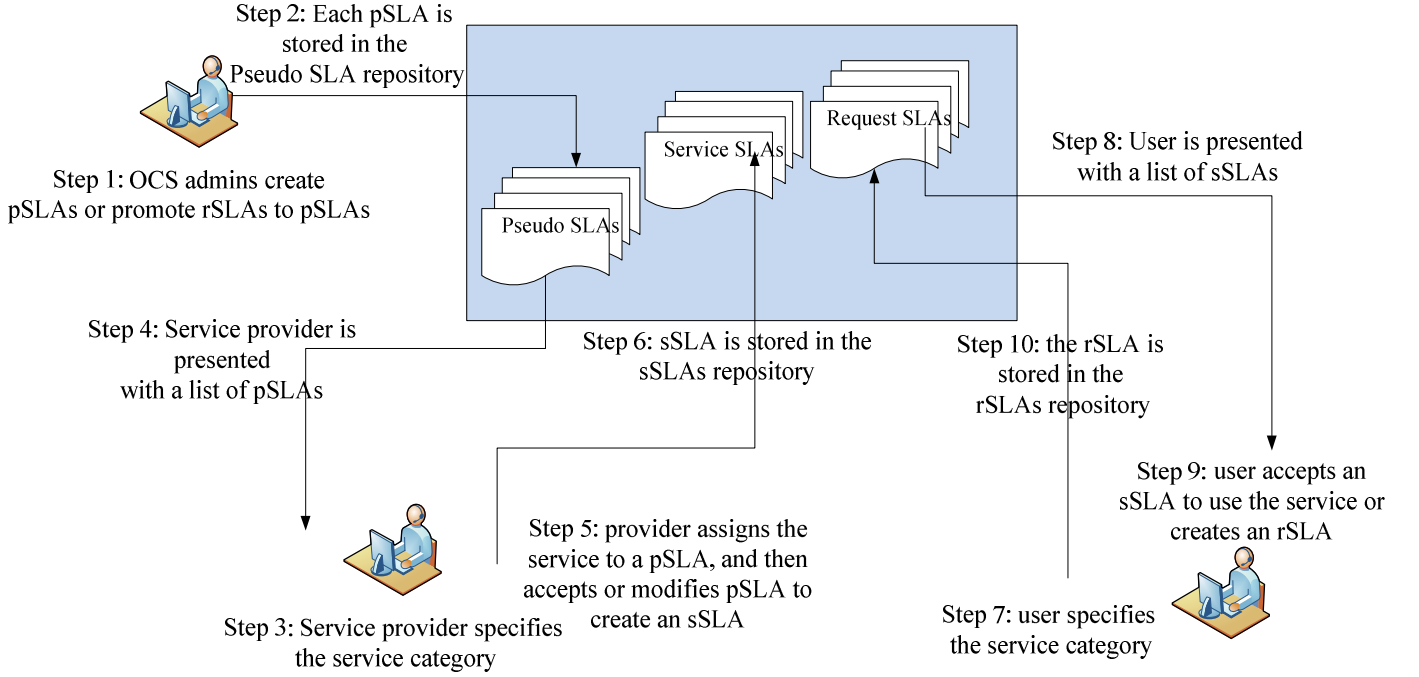 Step 2: Each pSLA is
stored in the
Pseudo SLA repository
Step 1: OCS admins create
pSLAs or promote rSLAs to pSLAs
Pseudo SLAs
Service SLAs
Request SLAs
Step 8: User is presented
with a list of sSLAs
Step 4: Service provider is
presented
with a list of pSLAs
Step 6: sSLA is stored in the
sSLAs repository
Step 10: the rSLA is
stored in the
rSLAs repository
Step 9: user accepts an
sSLA to use the service or
creates an rSLA
Step 5: provider assigns the
service to a pSLA, and then
accepts or modifies pSLA to
create an sSLA
Step 3: Service provider specifies
the service category
Step 7: user specifies
the service category